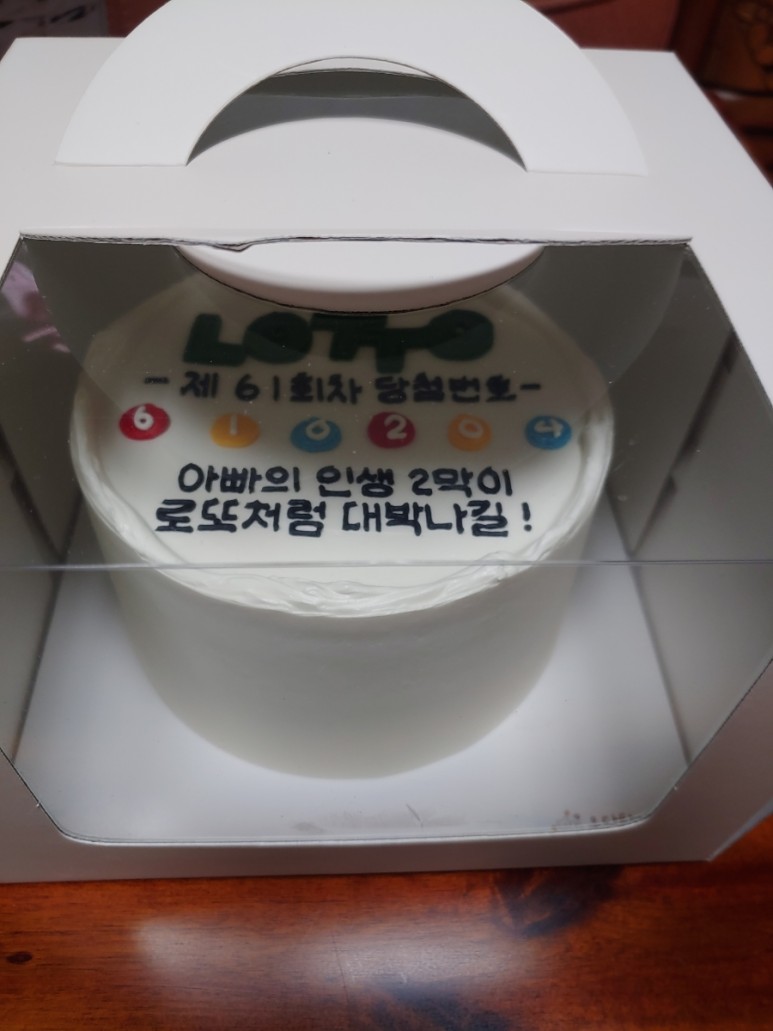 LOTTO
- 제 61회차 당첨번호 -
6 1 0 2 0 4
아빠의 인생 2막이
로또처럼 대박나길!